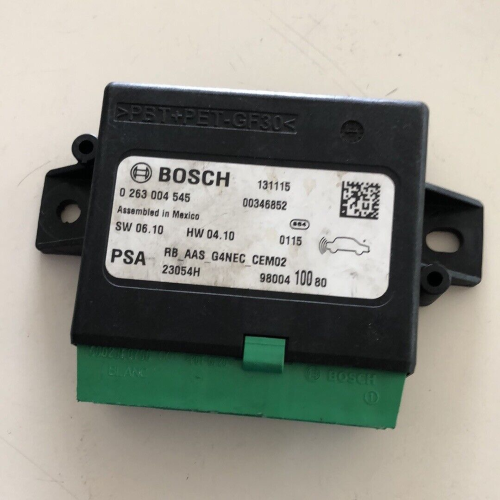 >PBT+PET-GF30<
BOSCH 131115
0 263 004 545 00346852
Assembled in Mexico 864
SW 06.10 HW 04.10 0115
PSA RB_AAS_G4NEC_CEM02
23054H 98004 100 80
BOSCH